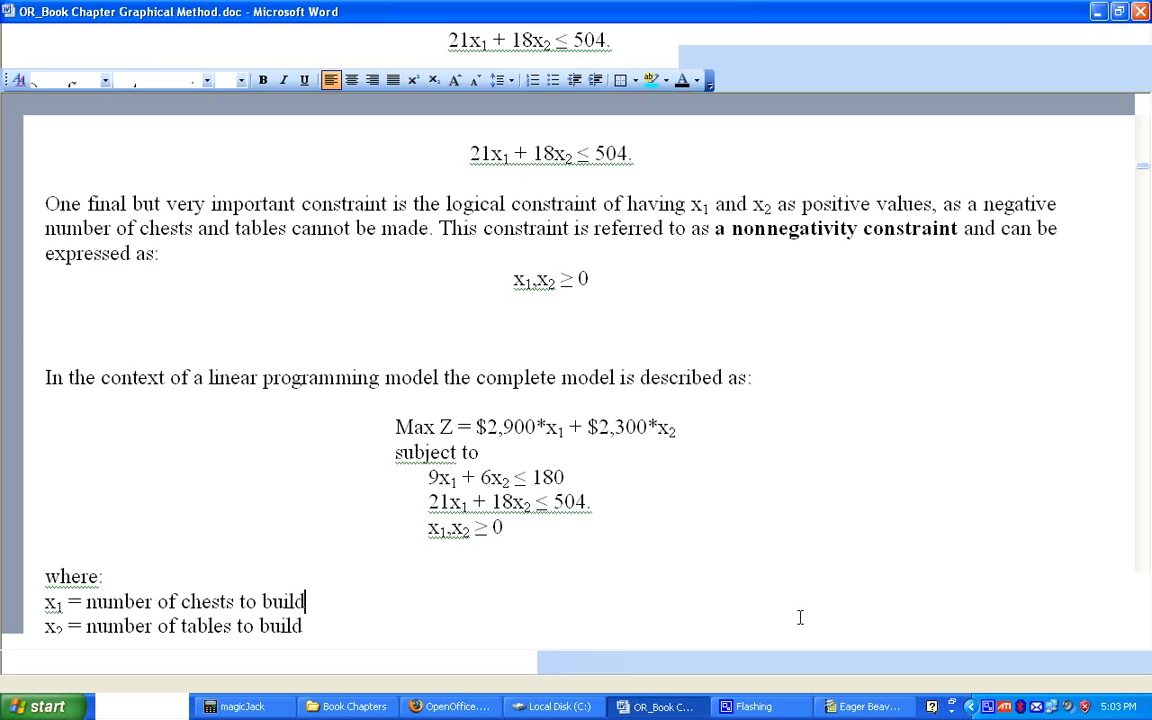 OR_Book Chapter Graphical Method.doc - Microsoft Word
21x₁ + 18x₂ ≤ 504.
B I U
21x₁ + 18x₂ ≤ 504.
One final but very important constraint is the logical constraint of having x₁ and x₂ as positive values, as a negative
number of chests and tables cannot be made. This constraint is referred to as a nonnegativity constraint and can be
expressed as:
x₁,x₂ ≥ 0
In the context of a linear programming model the complete model is described as:
Max Z = $2,900*x₁ + $2,300*x₂
subject to
9x₁ + 6x₂ ≤ 180
21x₁ + 18x₂ ≤ 504.
x₁,x₂ ≥ 0
where:
x₁ = number of chests to build
x₂ = number of tables to build
start magicJack Book Chapters OpenOffice.... Local Disk (C:) OR_Book C... Flashing Eager Beav... 5:03 PM